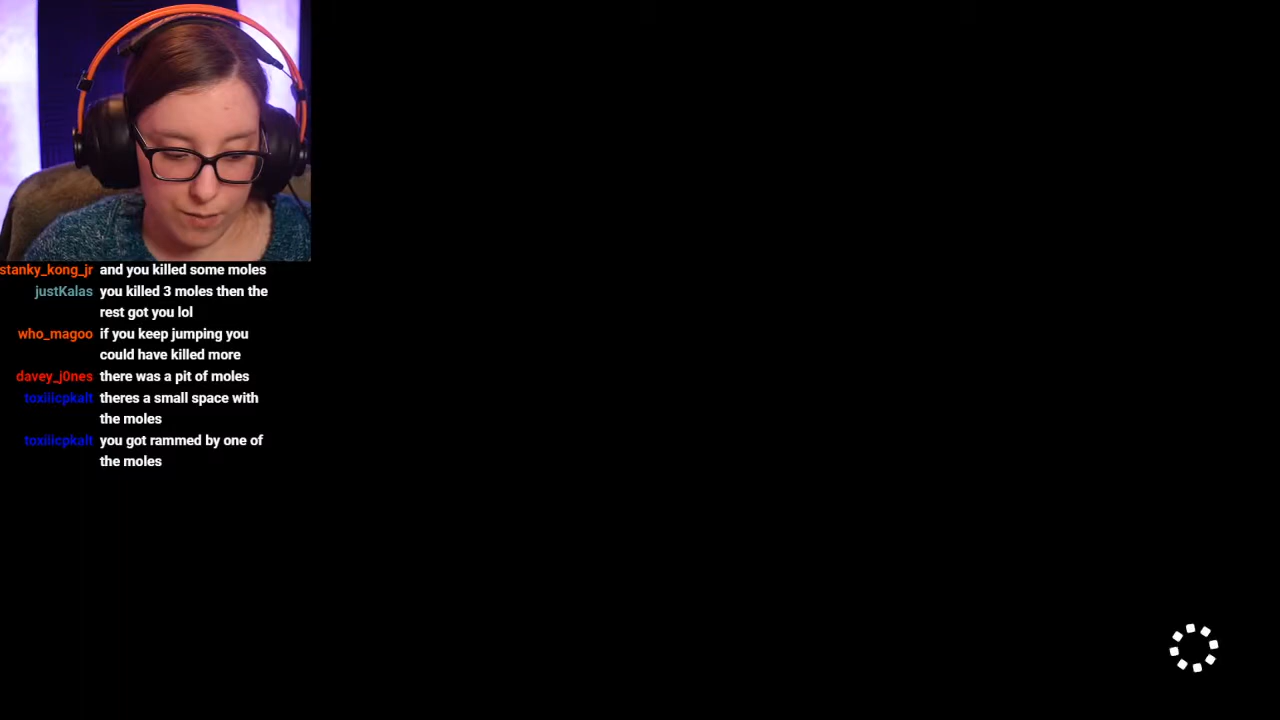 stanky_kong_jr and you killed some moles
justKalas you killed 3 moles then the
rest got you lol
who_magoo if you keep jumping you
could have killed more
davey_j0nes there was a pit of moles
toxiiicpkalt theres a small space with
the moles
toxiiicpkalt you got rammed by one of
the moles